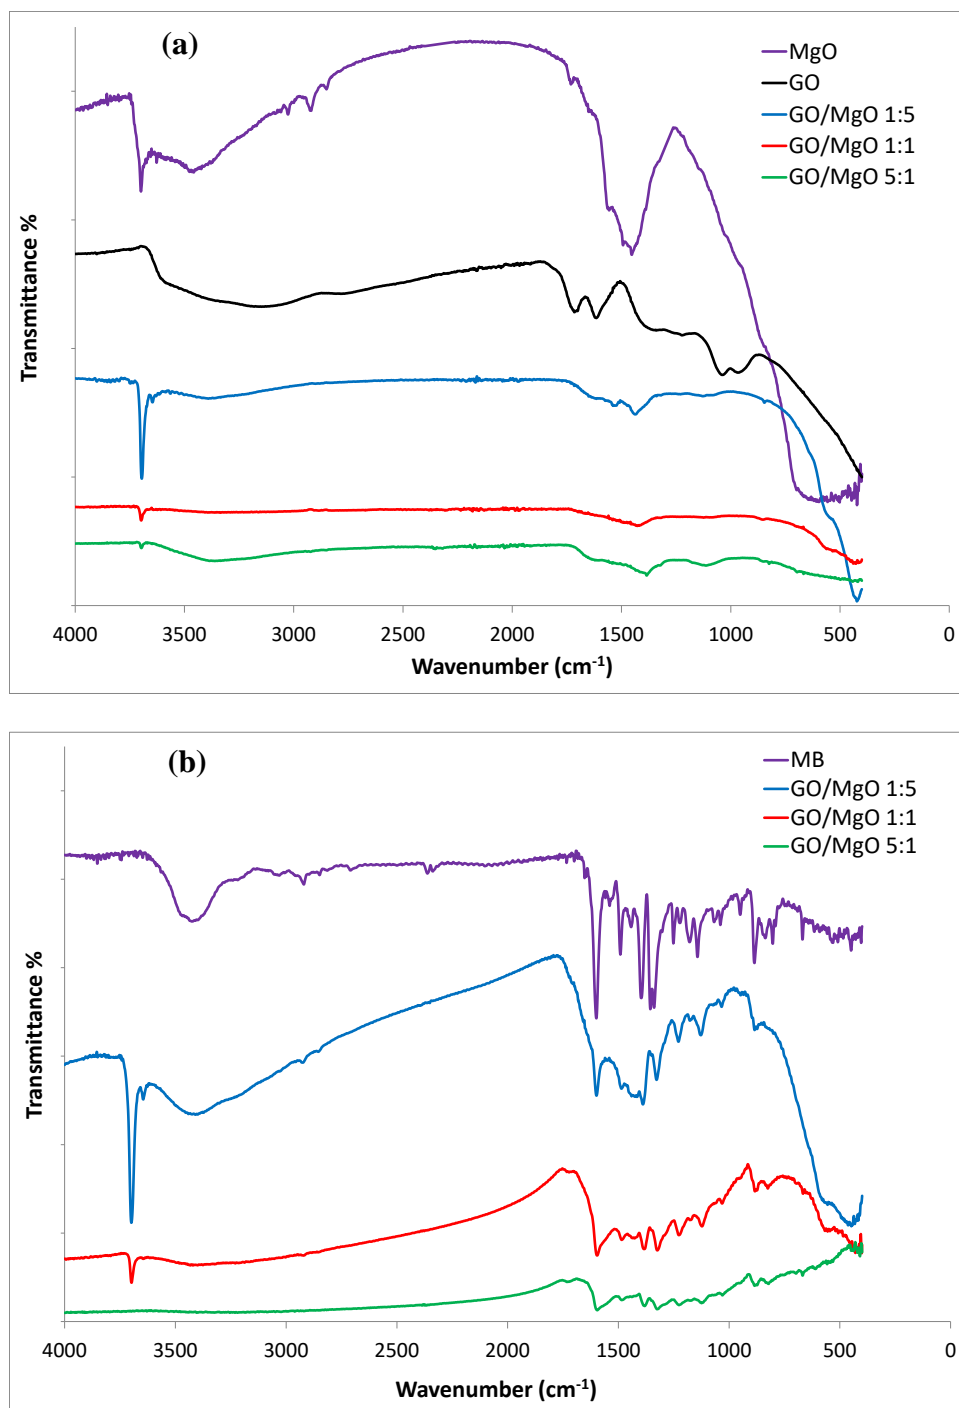 (a)
MgO
GO
GO/MgO 1:5
GO/MgO 1:1
GO/MgO 5:1
Transmittance %
4000 3500 3000 2500 2000 1500 1000 500 0
Wavenumber (cm⁻¹)
(b)
MB
GO/MgO 1:5
GO/MgO 1:1
GO/MgO 5:1
Transmittance %
4000 3500 3000 2500 2000 1500 1000 500 0
Wavenumber (cm⁻¹)